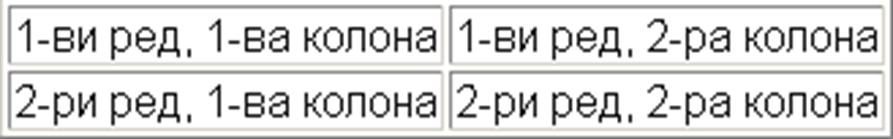 1-ви ред, 1-ва колона 1-ви ред, 2-ра колона
2-ри ред, 1-ва колона 2-ри ред, 2-ра колона